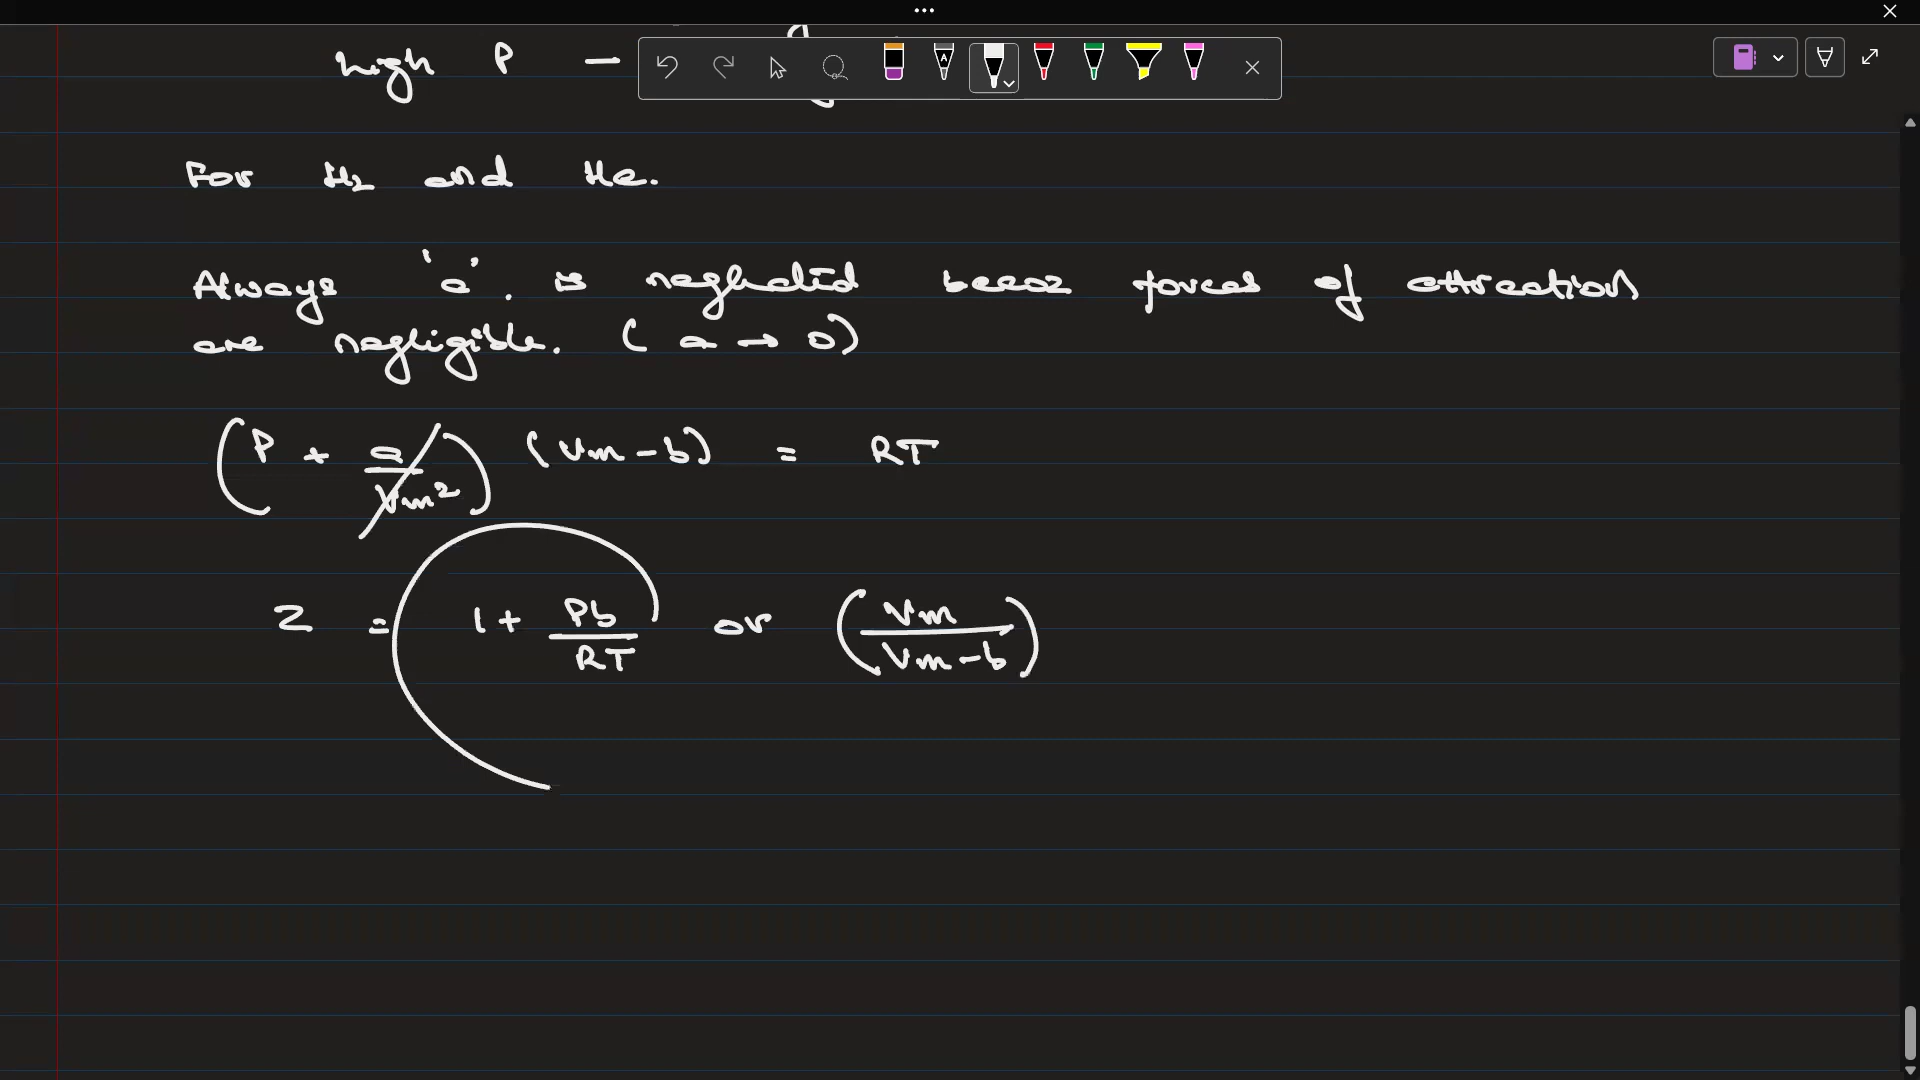 high P —
For H₂ and He.
Always 'a'. is neglected becoz forces of attraction
are negligible. (a → 0)
(P + a/Vm²) (Vm - b) = RT
Z = 1 + Pb/RT or (Vm/Vm-b)